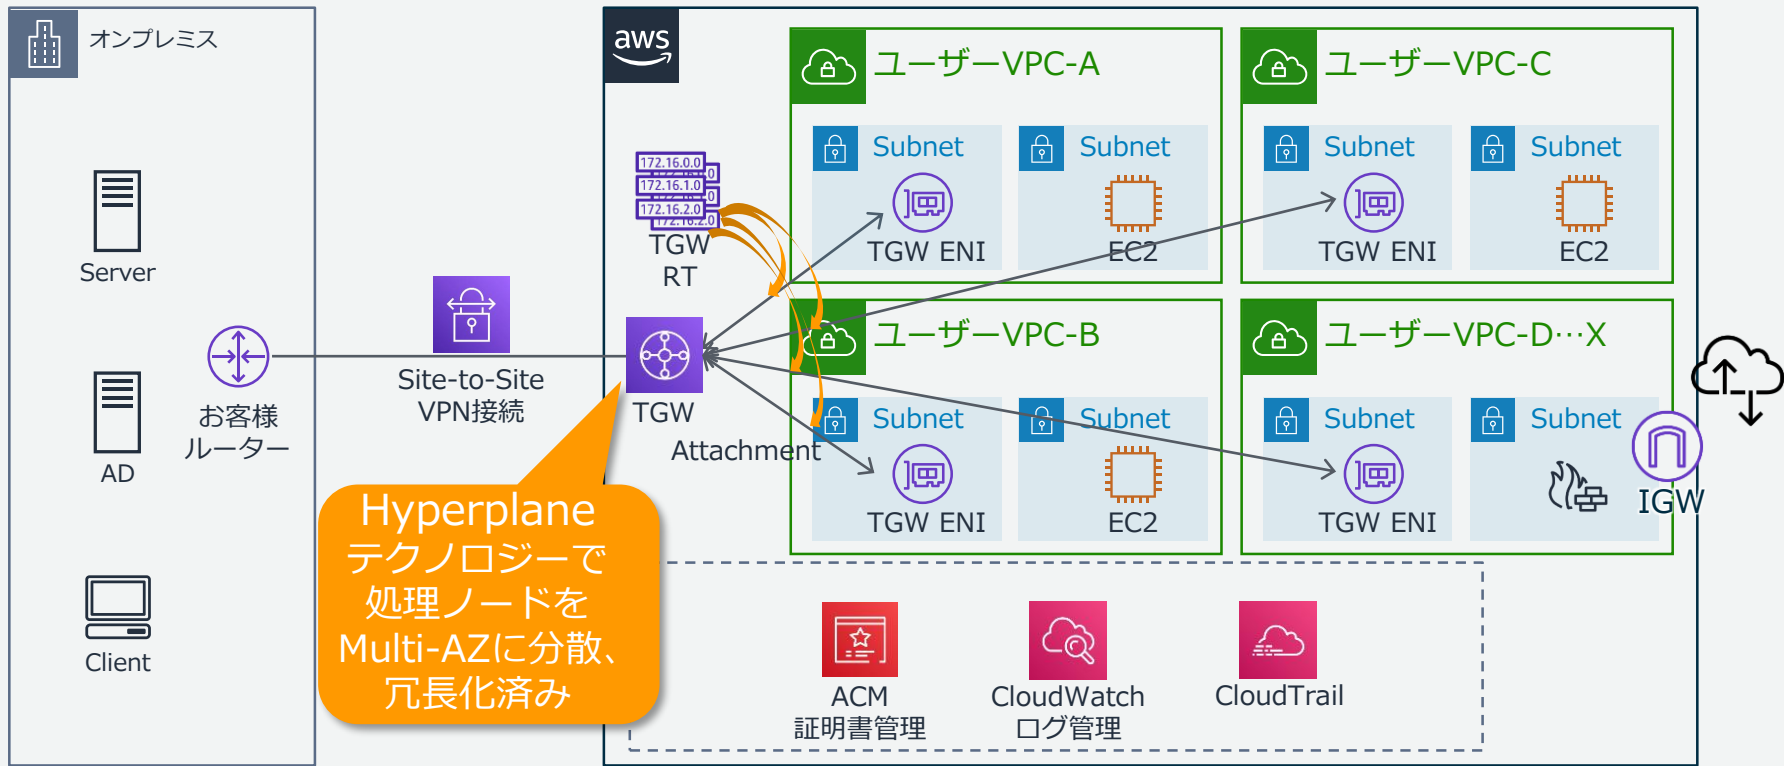 オンプレミス
Server
AD
Client
お客様
ルーター
Site-to-Site
VPN接続
aws
172.16.0.0
172.16.1.0
172.16.2.0
172.16.2.0
TGW
RT
TGW
Attachment
Hyperplane
テクノロジーで
処理ノードを
Multi-AZに分散、
冗長化済み
ユーザーVPC-A
Subnet
TGW ENI
Subnet
EC2
ユーザーVPC-C
Subnet
TGW ENI
Subnet
EC2
ユーザーVPC-B
Subnet
TGW ENI
Subnet
EC2
ユーザーVPC-D…X
Subnet
TGW ENI
Subnet
IGW
ACM
証明書管理
CloudWatch
ログ管理
CloudTrail